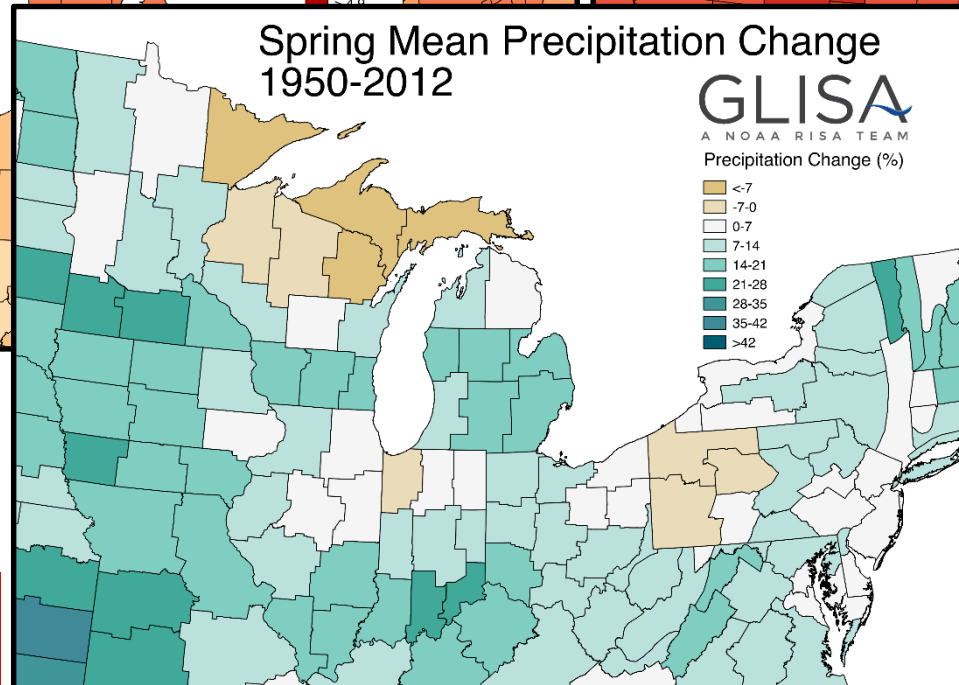 Spring Mean Precipitation Change
1950-2012
GLISA
A NOAA RISA TEAM
Precipitation Change (%)
<-7
-7-0
0-7
7-14
14-21
21-28
28-35
35-42
>42